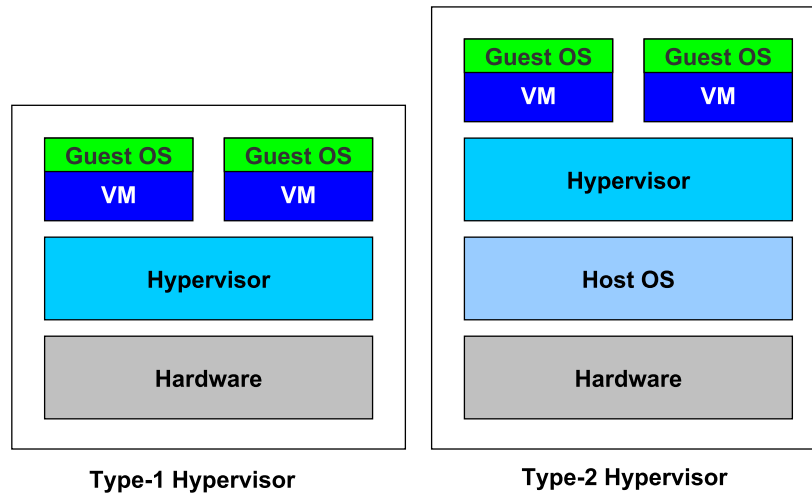 Guest OS
VM
Guest OS
VM
Hypervisor
Hardware
Type-1 Hypervisor
Guest OS
VM
Guest OS
VM
Hypervisor
Host OS
Hardware
Type-2 Hypervisor